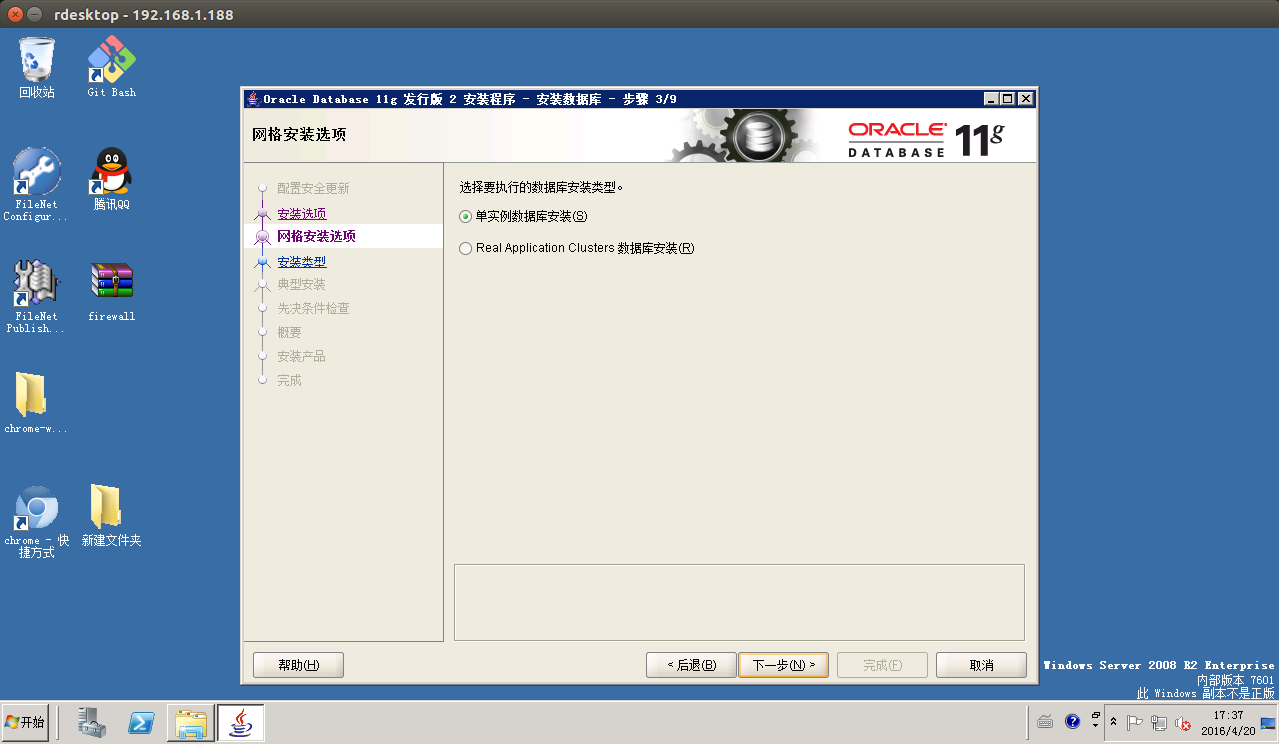 rdesktop - 192.168.1.188
回收站
Git Bash
FileNet
Configur...
腾讯QQ
FileNet
Publish...
firewall
chrome-w...
chrome - 快
捷方式
新建文件夹
Oracle Database 11g 发行版 2 安装程序 - 安装数据库 - 步骤 3/9
网格安装选项
ORACLE
DATABASE
11g
配置安全更新
安装选项
网格安装选项
安装类型
典型安装
先决条件检查
概要
安装产品
完成
选择要执行的数据库安装类型。
单实例数据库安装(S)
Real Application Clusters 数据库安装(R)
帮助(H)
< 后退(B)
下一步(N) >
完成(F)
取消
Windows Server 2008 R2 Enterprise
内部版本 7601
此 Windows 副本不是正版
开始
17:37
2016/4/20